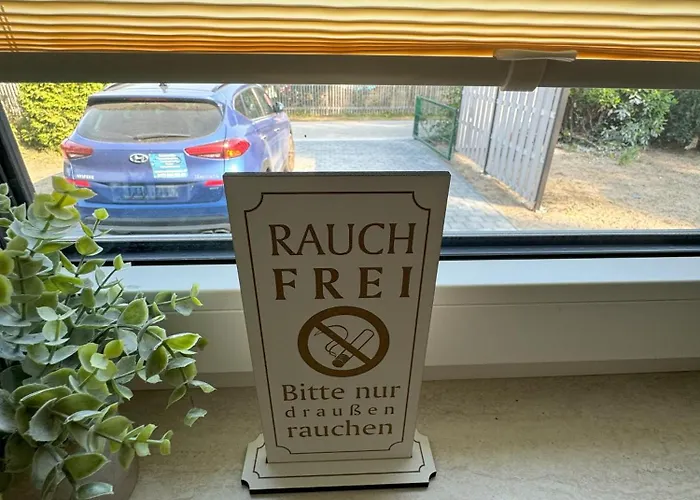 RAUCH
FREI
Bitte nur
draußen
rauchen